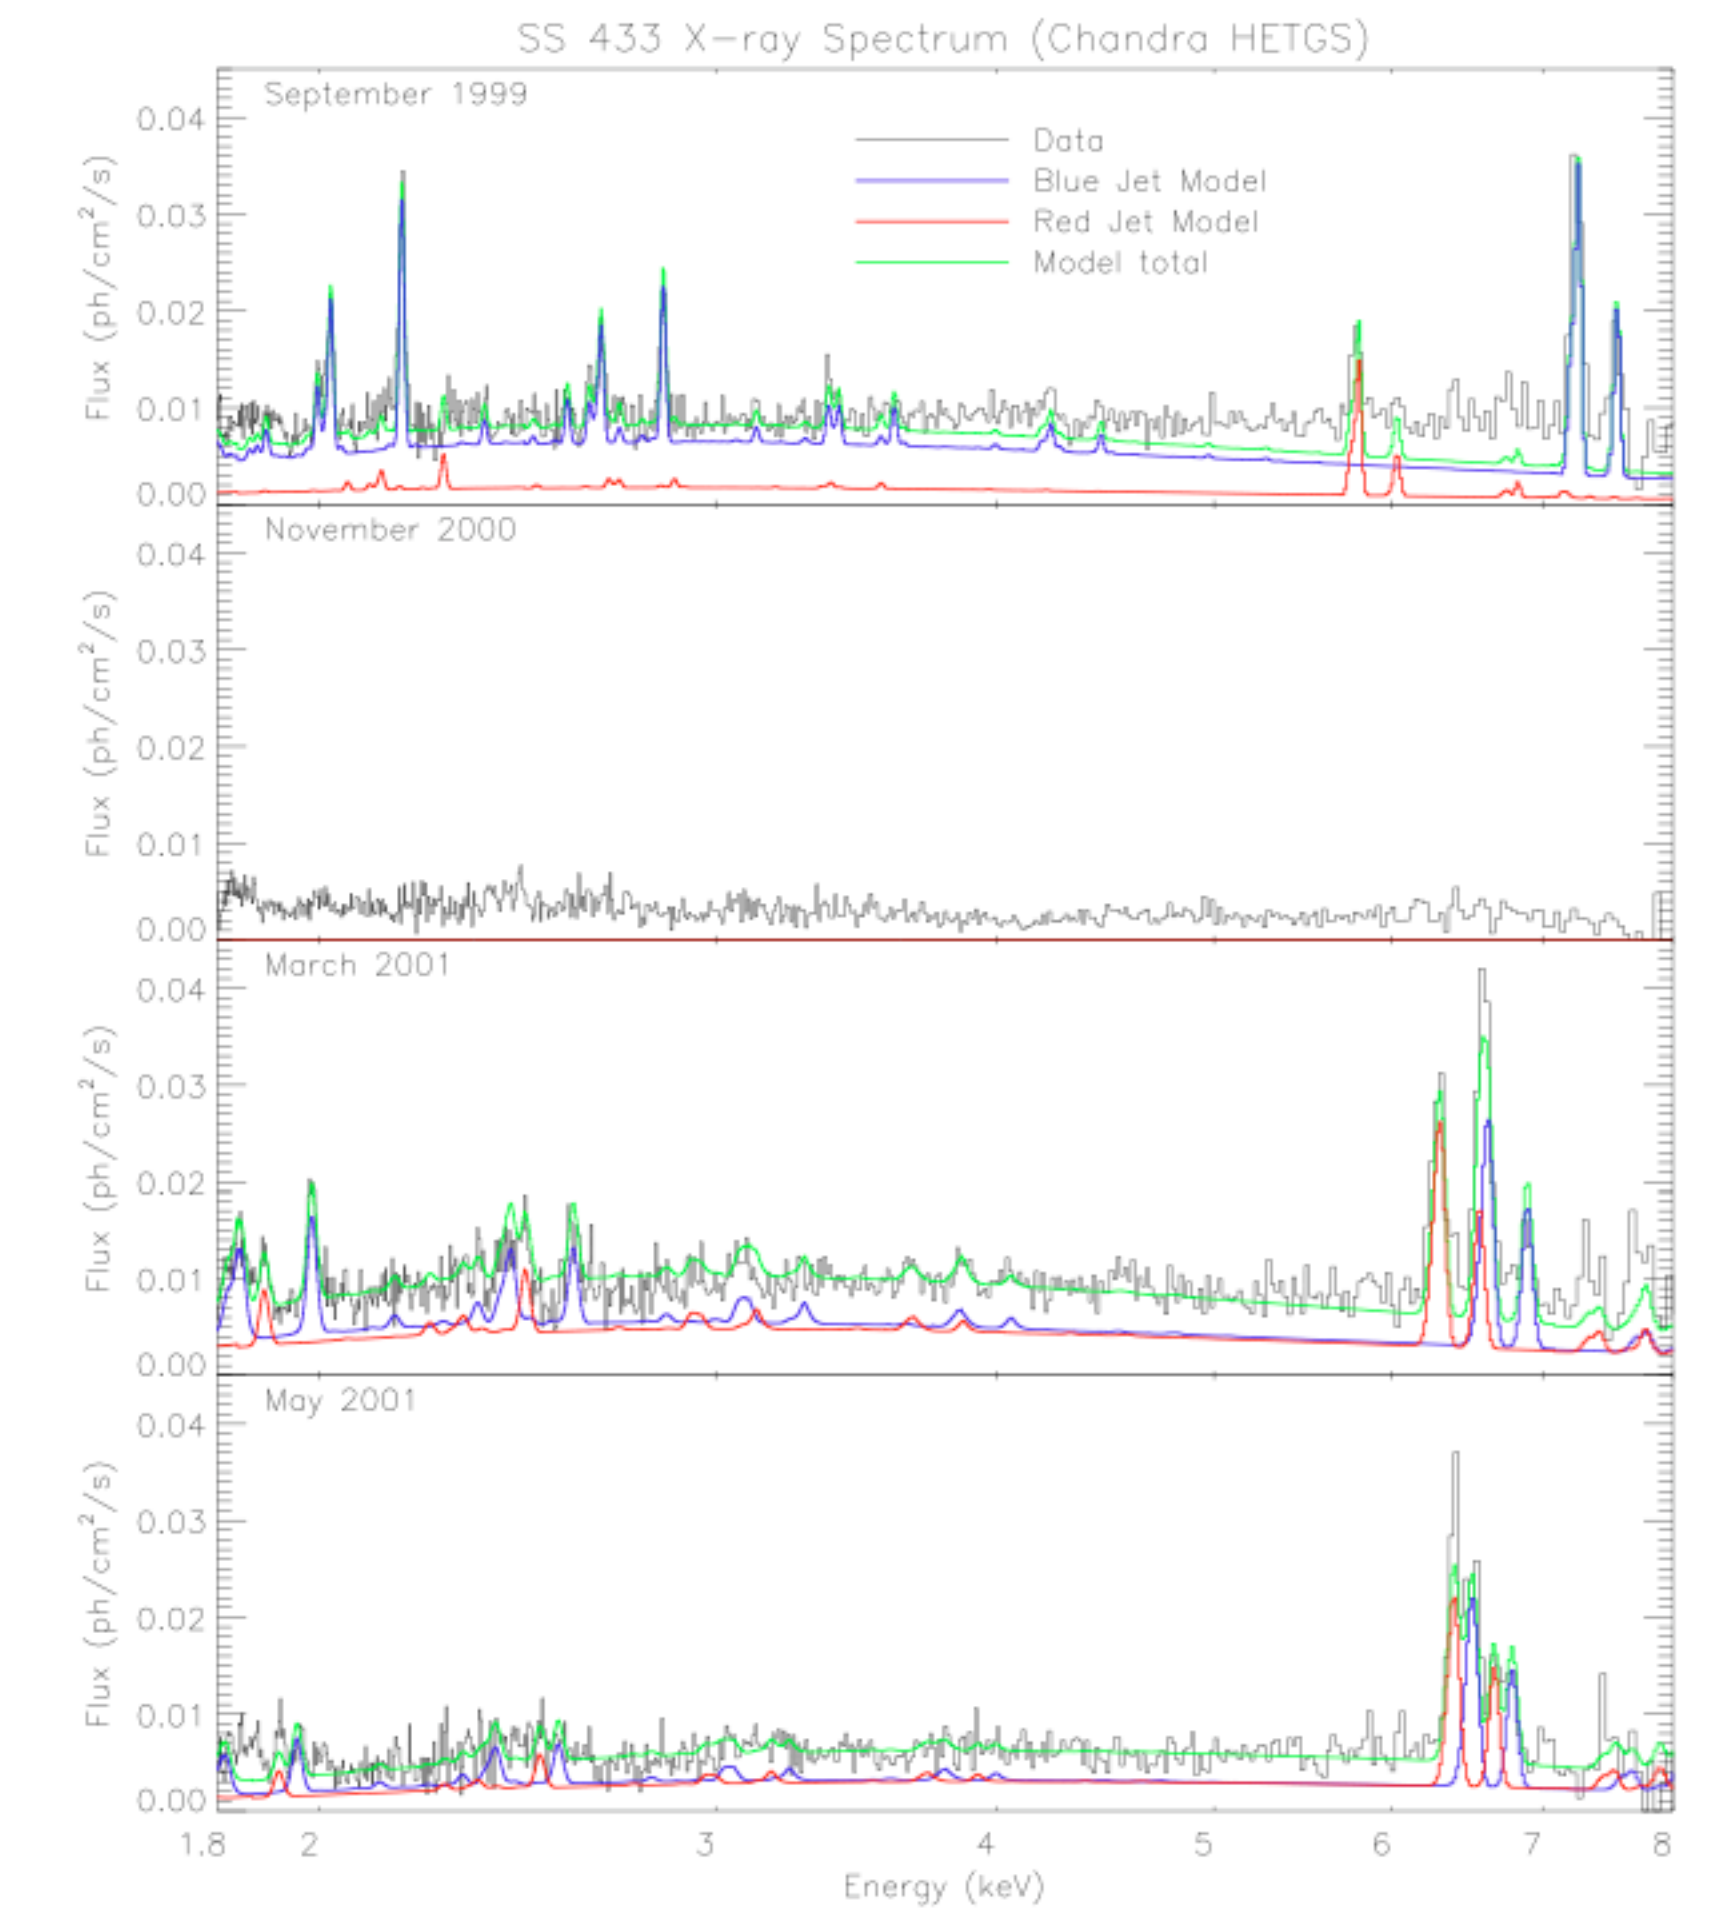 SS 433 X-ray Spectrum (Chandra HETGS)
September 1999
Data
Blue Jet Model
Red Jet Model
Model total
0.04
0.03
0.02
0.01
0.00
Flux (ph/cm²/s)
November 2000
0.04
0.03
0.02
0.01
0.00
Flux (ph/cm²/s)
March 2001
0.04
0.03
0.02
0.01
0.00
Flux (ph/cm²/s)
May 2001
0.04
0.03
0.02
0.01
0.00
Flux (ph/cm²/s)
1.8 2 3 4 5 6 7 8
Energy (keV)